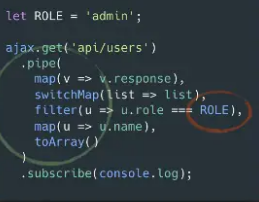 let ROLE = 'admin';
ajax.get('api/users')
.pipe(
map(v => v.response),
switchMap(list => list),
filter(u => u.role === ROLE),
map(u => u.name),
toArray()
)
.subscribe(console.log);